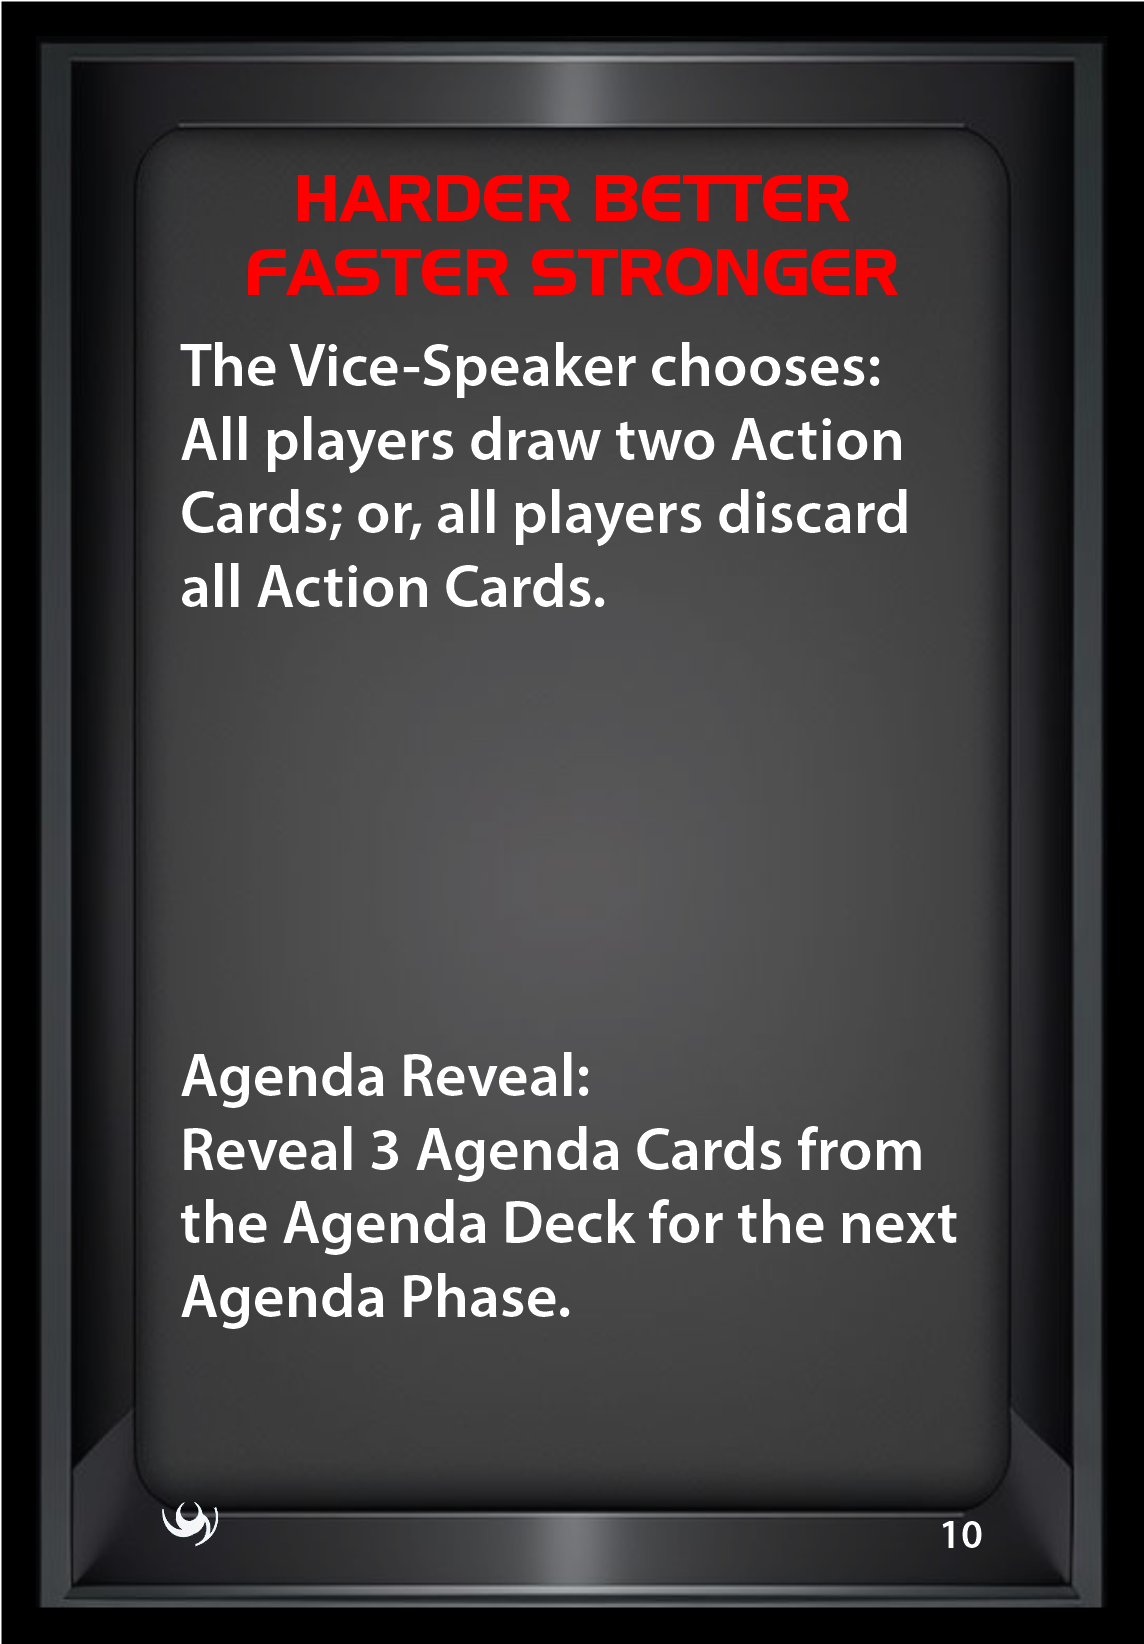 HARDER BETTER
FASTER STRONGER
The Vice-Speaker chooses:
All players draw two Action
Cards; or, all players discard
all Action Cards.
Agenda Reveal:
Reveal 3 Agenda Cards from
the Agenda Deck for the next
Agenda Phase.
10